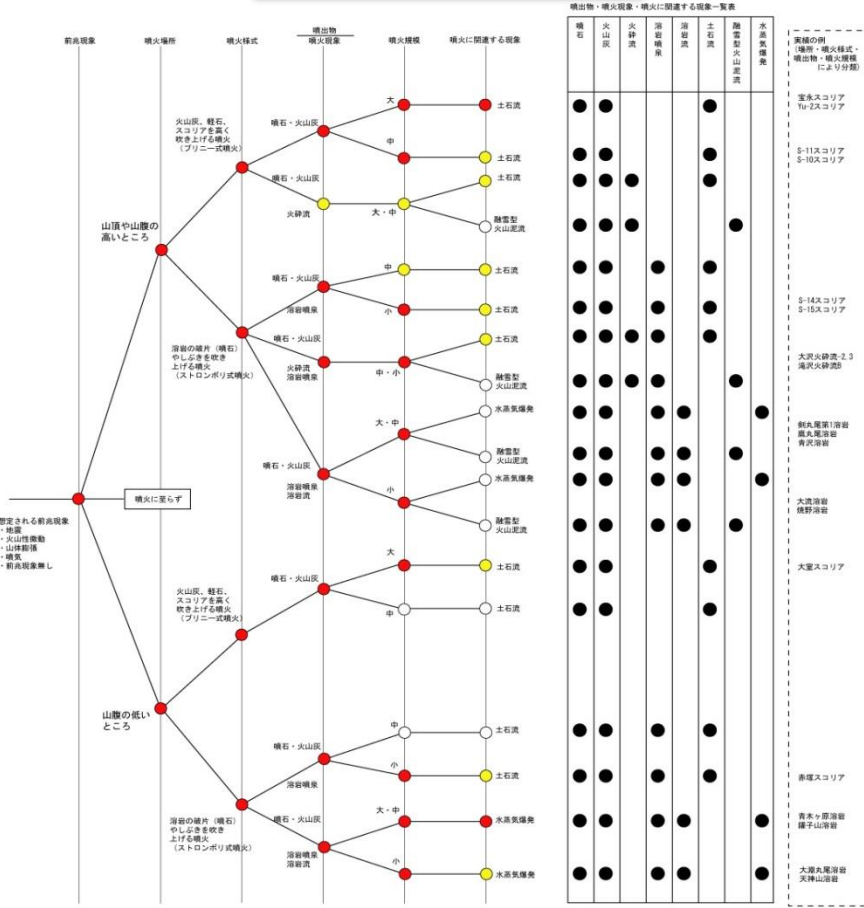 噴出物・噴火現象・噴火に関連する現象一覧表
前兆現象
噴火場所
噴火様式
噴出物
噴火現象
噴火規模
噴火に関連する現象
噴石
火山灰
火砕流
溶岩噴泉
溶岩流
土石流
融雪型火山泥流
水蒸気爆発
実績の例
(場所・噴火様式・
噴出物・噴火規模
により分類)
火山灰、軽石、
スコリアを高く
吹き上げる噴火
(プリニー式噴火)
噴石・火山灰
大
土石流
宝永スコリア
Yu-2スコリア
中
土石流
S-11スコリア
S-10スコリア
噴石・火山灰
火砕流
大・中
土石流
融雪型
火山泥流
山頂や山腹の
高いところ
噴石・火山灰
溶岩噴泉
中
土石流
小
土石流
S-14スコリア
S-15スコリア
溶岩の破片(噴石)
やしぶきを吹き
上げる噴火
(ストロンボリ式噴火)
噴石・火山灰
火砕流
溶岩噴泉
中・小
土石流
融雪型
火山泥流
大沢火砕流-2,3
滝沢火砕流B
噴石・火山灰
溶岩噴泉
溶岩流
大・中
水蒸気爆発
融雪型
火山泥流
剣丸尾第1溶岩
鷹丸尾溶岩
青沢溶岩
小
水蒸気爆発
融雪型
火山泥流
大流溶岩
焼野溶岩
噴火に至らず
想定される前兆現象
・地震
・火山性微動
・山体膨張
・噴気
・前兆現象無し
火山灰、軽石、
スコリアを高く
吹き上げる噴火
(プリニー式噴火)
噴石・火山灰
大
土石流
大室スコリア
中
土石流
山腹の低い
ところ
噴石・火山灰
溶岩噴泉
中
土石流
小
土石流
赤塚スコリア
溶岩の破片(噴石)
やしぶきを吹き
上げる噴火
(ストロンボリ式噴火)
噴石・火山灰
溶岩噴泉
溶岩流
大・中
水蒸気爆発
青木ヶ原溶岩
小
水蒸気爆発
大淵丸尾溶岩
天神山溶岩